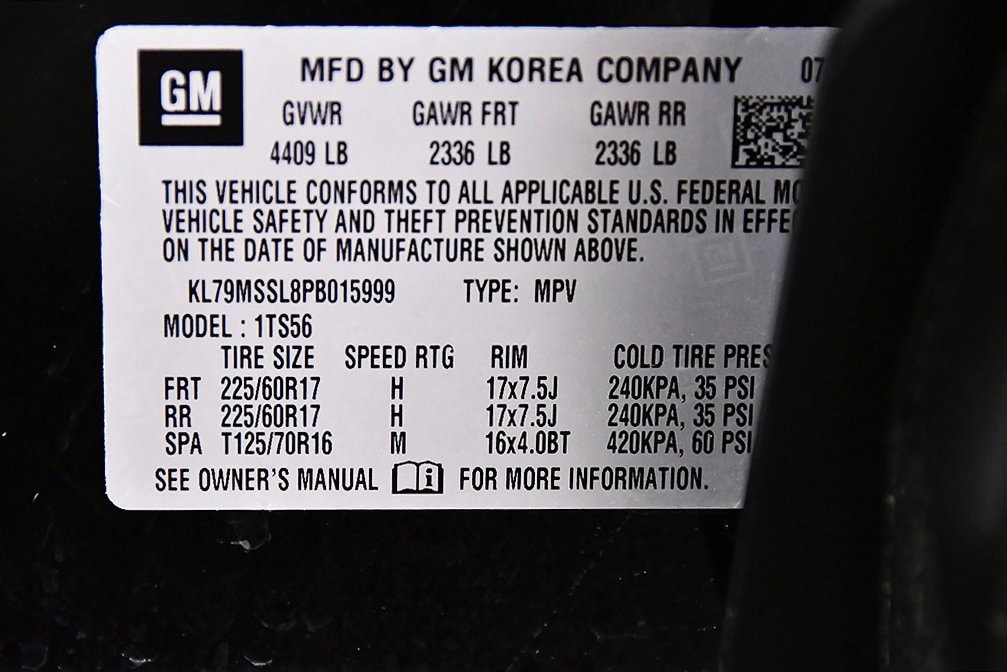 GM
MFD BY GM KOREA COMPANY 07
GVWR GAWR FRT GAWR RR
4409 LB 2336 LB 2336 LB
THIS VEHICLE CONFORMS TO ALL APPLICABLE U.S. FEDERAL MO
VEHICLE SAFETY AND THEFT PREVENTION STANDARDS IN EFFE
ON THE DATE OF MANUFACTURE SHOWN ABOVE.
KL79MSSL8PB015999 TYPE: MPV
MODEL : 1TS56
TIRE SIZE SPEED RTG RIM COLD TIRE PRES
FRT 225/60R17 H 17x7.5J 240KPA, 35 PSI
RR 225/60R17 H 17x7.5J 240KPA, 35 PSI
SPA T125/70R16 M 16x4.0BT 420KPA, 60 PSI
SEE OWNER'S MANUAL FOR MORE INFORMATION.